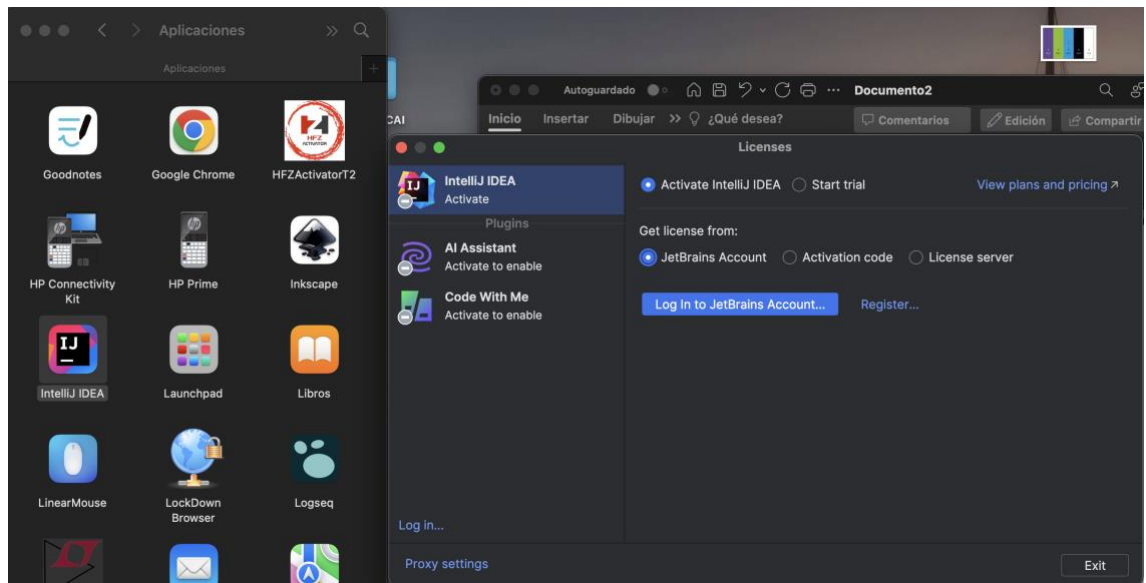 Aplicaciones
Aplicaciones
Goodnotes
Google Chrome
HFZ
ACTIVATOR
HFZActivatorT2
HP Connectivity
Kit
HP Prime
Inkscape
IJ
IntelliJ IDEA
Launchpad
Libros
LinearMouse
LockDown
Browser
Logseq
CAI
Autoguardado
Documento2
Inicio
Insertar
Dibujar
¿Qué desea?
Comentarios
Edición
Compartir
Licenses
IJ
IntelliJ IDEA
Activate
Plugins
AI Assistant
Activate to enable
Code With Me
Activate to enable
Log in...
Proxy settings
Activate IntelliJ IDEA
Start trial
View plans and pricing
Get license from:
JetBrains Account
Activation code
License server
Log In to JetBrains Account...
Register...
Exit